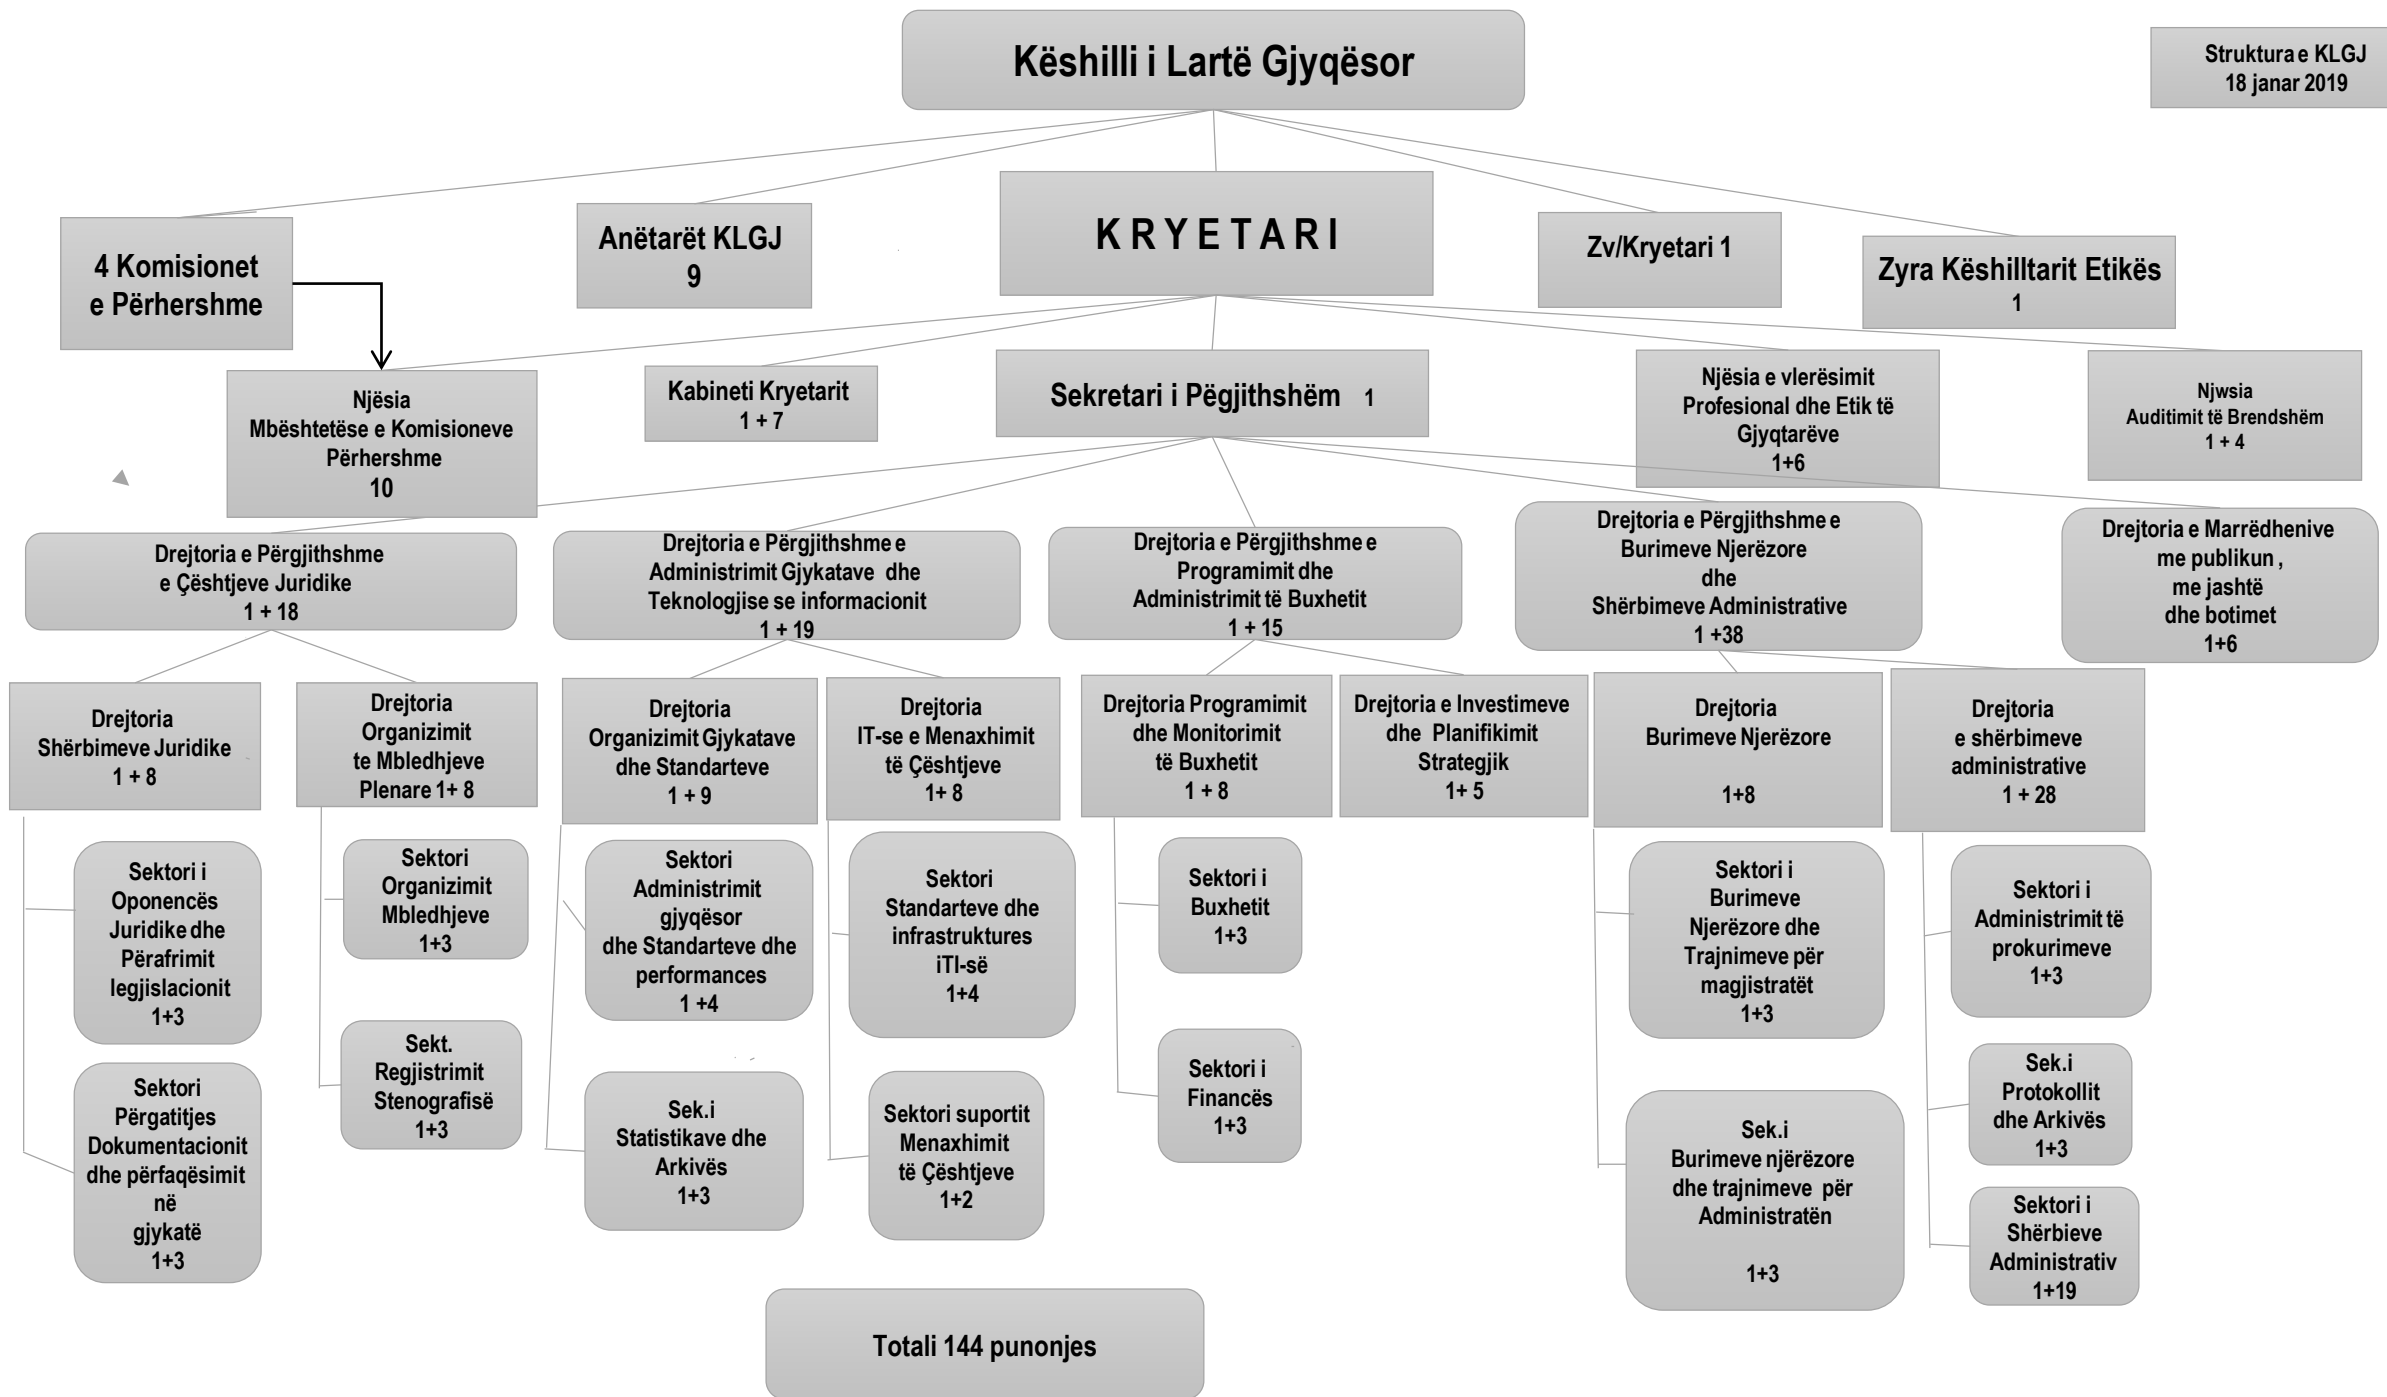 Këshilli i Lartë Gjyqësor
Struktura e KLGJ
18 janar 2019
4 Komisionet
e Përhershme
Anëtarët KLGJ
9
K R Y E T A R I
Zv/Kryetari 1
Zyra Këshilltarit Etikës
1
Njësia
Mbështetëse e Komisioneve
Përhershme
10
Kabineti Kryetarit
1 + 7
Sekretari i Pëgjithshëm 1
Njësia e vlerësimit
Profesional dhe Etik të
Gjyqtarëve
1+6
Njwsia
Auditimit të Brendshëm
1 + 4
Drejtoria e Përgjithshme
e Çështjeve Juridike
1 + 18
Drejtoria e Përgjithshme e
Administrimit Gjykatave dhe
Teknologjise se informacionit
1 + 19
Drejtoria e Përgjithshme e
Programimit dhe
Administrimit të Buxhetit
1 + 15
Drejtoria e Përgjithshme e
Burimeve Njerëzore
dhe
Shërbimeve Administrative
1 +38
Drejtoria e Marrëdhenive
me publikun ,
me jashtë
dhe botimet
1+6
Drejtoria
Shërbimeve Juridike
1 + 8
Drejtoria
Organizimit
te Mbledhjeve
Plenare 1+ 8
Drejtoria
Organizimit Gjykatave
dhe Standarteve
1 + 9
Drejtoria
IT-se e Menaxhimit
të Çështjeve
1+ 8
Drejtoria Programimit
dhe Monitorimit
të Buxhetit
1 + 8
Drejtoria e Investimeve
dhe Planifikimit
Strategjik
1+ 5
Drejtoria
Burimeve Njerëzore
1+8
Drejtoria
e shërbimeve
administrative
1 + 28
Sektori i
Oponencës
Juridike dhe
Përafrimit
legjislacionit
1+3
Sektori
Organizimit
Mbledhjeve
1+3
Sektori
Administrimit
gjyqësor
dhe Standarteve dhe
performances
1 +4
Sektori
Standarteve dhe
infrastruktures
iTI-së
1+4
Sektori i
Buxhetit
1+3
Sektori i
Burimeve
Njerëzore dhe
Trajnimeve për
magjistratët
1+3
Sektori i
Administrimit të
prokurimeve
1+3
Sektori
Përgatitjes
Dokumentacionit
dhe përfaqësimit
në
gjykatë
1+3
Sekt.
Regjistrimit
Stenografisë
1+3
Sek.i
Statistikave dhe
Arkivës
1+3
Sektori suportit
Menaxhimit
të Çështjeve
1+2
Sektori i
Financës
1+3
Sek.i
Burimeve njërëzore
dhe trajnimeve për
Administratën
1+3
Sek.i
Protokollit
dhe Arkivës
1+3
Sektori i
Shërbieve
Administrativ
1+19
Totali 144 punonjes